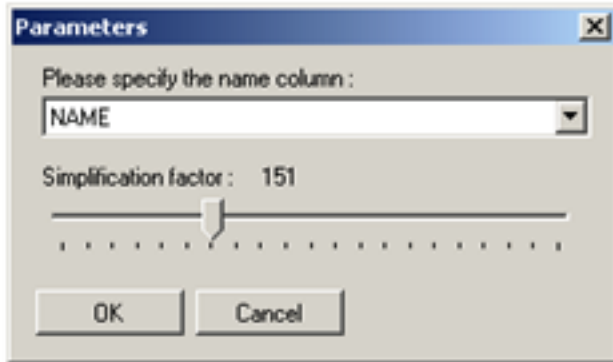 Parameters
Please specify the name column :
NAME
Simplification factor : 151
OK Cancel